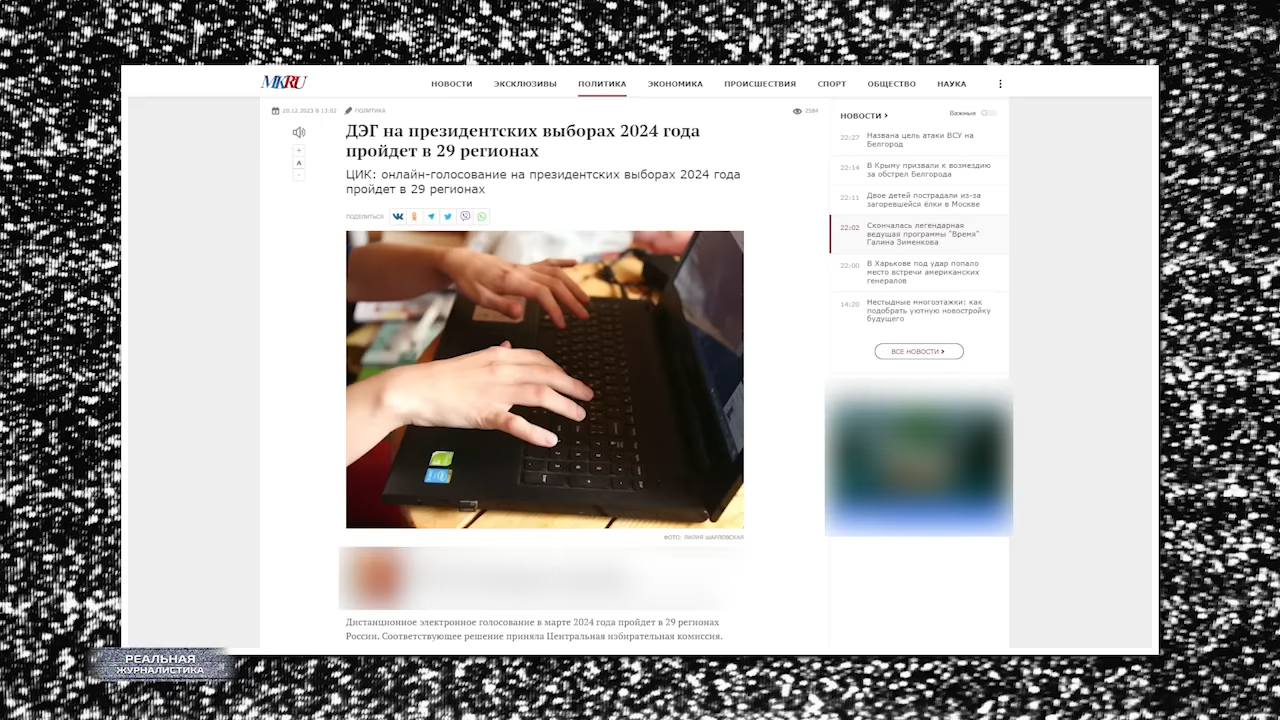 MKRU
НОВОСТИ ЭКСКЛЮЗИВЫ ПОЛИТИКА ЭКОНОМИКА ПРОИСШЕСТВИЯ СПОРТ ОБЩЕСТВО НАУКА
20.12.2023 В 13:02 ПОЛИТИКА 2584
ДЭГ на президентских выборах 2024 года
пройдет в 29 регионах
ЦИК: онлайн-голосование на президентских выборах 2024 года
пройдет в 29 регионах
+
А
-
ПОДЕЛИТЬСЯ
ФОТО: ЛИЛИЯ ШАРЛОВСКАЯ
Дистанционное электронное голосование в марте 2024 года пройдет в 29 регионах
России. Соответствующее решение приняла Центральная избирательная комиссия.
НОВОСТИ > Важные
22:27 Названа цель атаки ВСУ на
Белгород
22:14 В Крыму призвали к возмездию
за обстрел Белгорода
22:11 Двое детей пострадали из-за
загоревшейся ёлки в Москве
22:02 Скончалась легендарная
ведущая программы "Время"
Галина Зименкова
22:00 В Харькове под удар попало
место встречи американских
генералов
14:20 Нестыдные многоэтажки: как
подобрать уютную новостройку
будущего
ВСЕ НОВОСТИ >
РЕАЛЬНАЯ
ЖУРНАЛИСТИКА